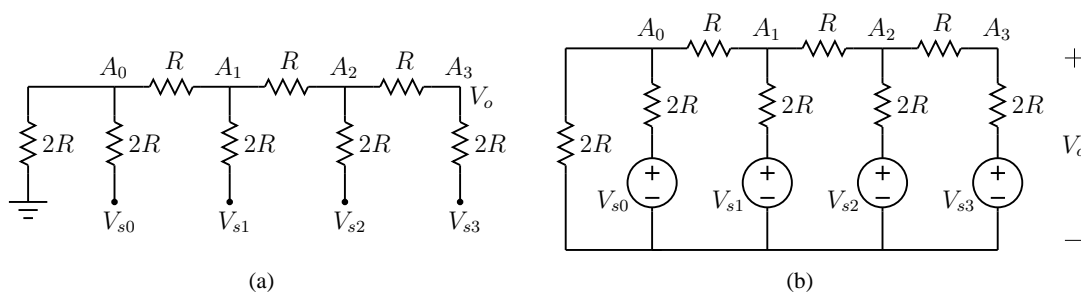 A0 R A1 R A2 R A3
Vo
2R 2R 2R 2R 2R
Vs0 Vs1 Vs2 Vs3
(a)
A0 R A1 R A2 R A3
+
2R 2R 2R 2R
2R Vo
+ + + +
Vs0 Vs1 Vs2 Vs3
− − − −
−
(b)